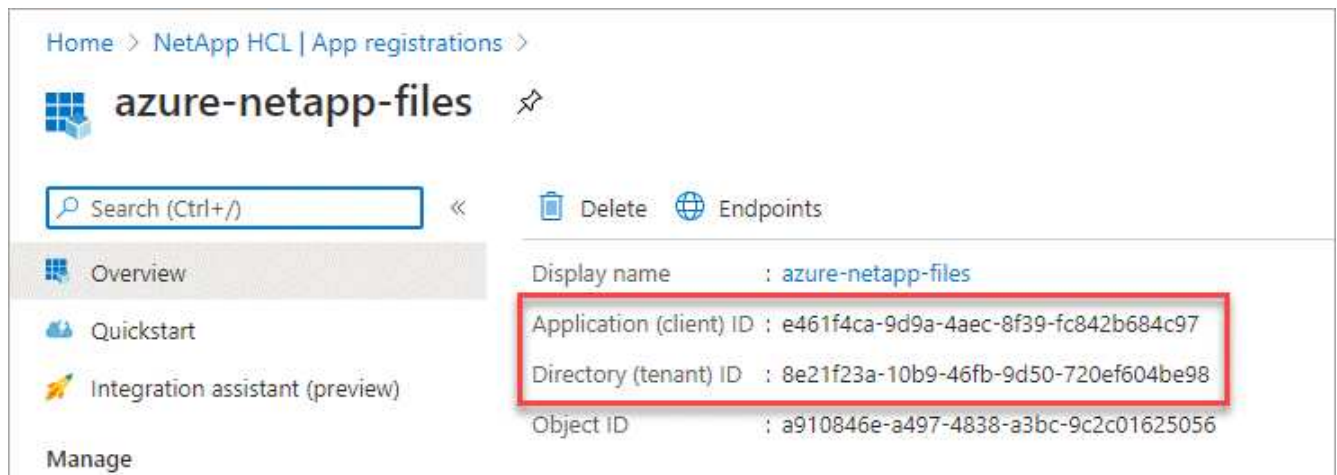 Home > NetApp HCL | App registrations >
azure-netapp-files
Search (Ctrl+/)
«
Delete
Endpoints
Overview
Quickstart
Integration assistant (preview)
Manage
Display name : azure-netapp-files
Application (client) ID : e461f4ca-9d9a-4aec-8f39-fc842b684c97
Directory (tenant) ID : 8e21f23a-10b9-46fb-9d50-720ef604be98
Object ID : a910846e-a497-4838-a3bc-9c2c01625056